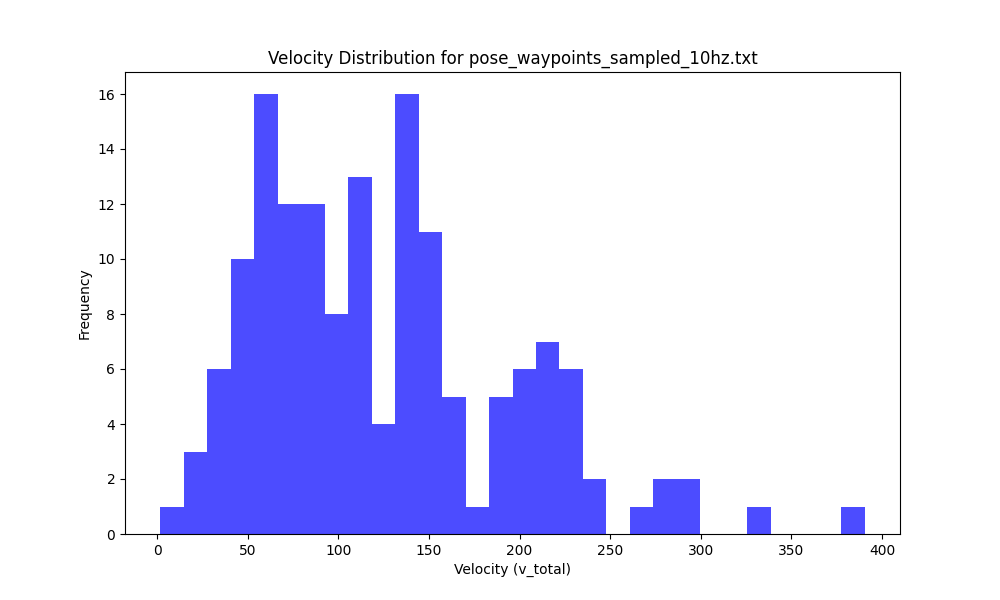 Velocity Distribution for pose_waypoints_sampled_10hz.txt
16
14
12
10
8
6
4
2
0
Frequency
0 50 100 150 200 250 300 350 400
Velocity (v_total)